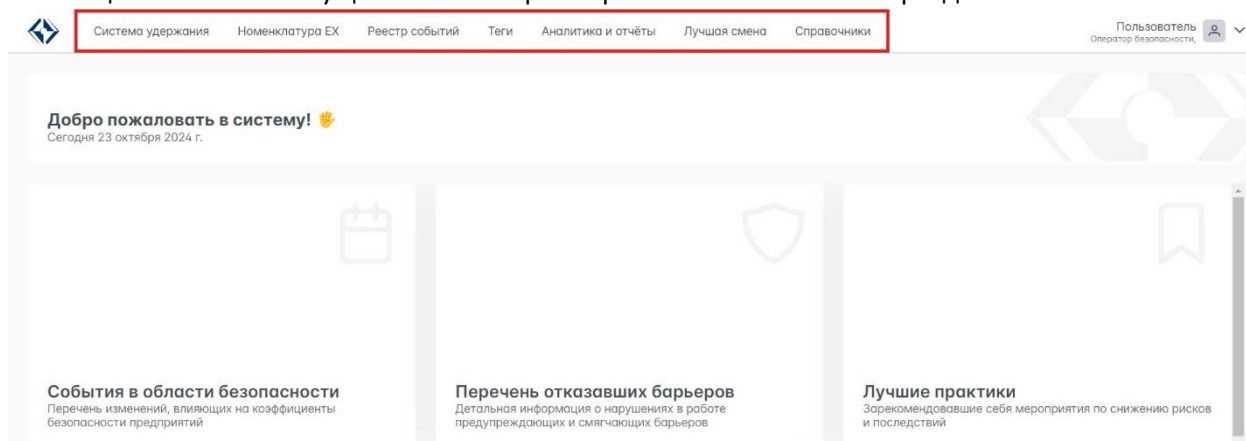 Система удержания Номенклатура EX Реестр событий Теги Аналитика и отчёты Лучшая смена Справочники
Пользователь
Оператор безопасности,
Добро пожаловать в систему! 🖐
Сегодня 23 октября 2024 г.
События в области безопасности
Перечень изменений, влияющих на коэффициенты
безопасности предприятий
Перечень отказавших барьеров
Детальная информация о нарушениях в работе
предупреждающих и смягчающих барьеров
Лучшие практики
Зарекомендовавшие себя мероприятия по снижению рисков
и последствий